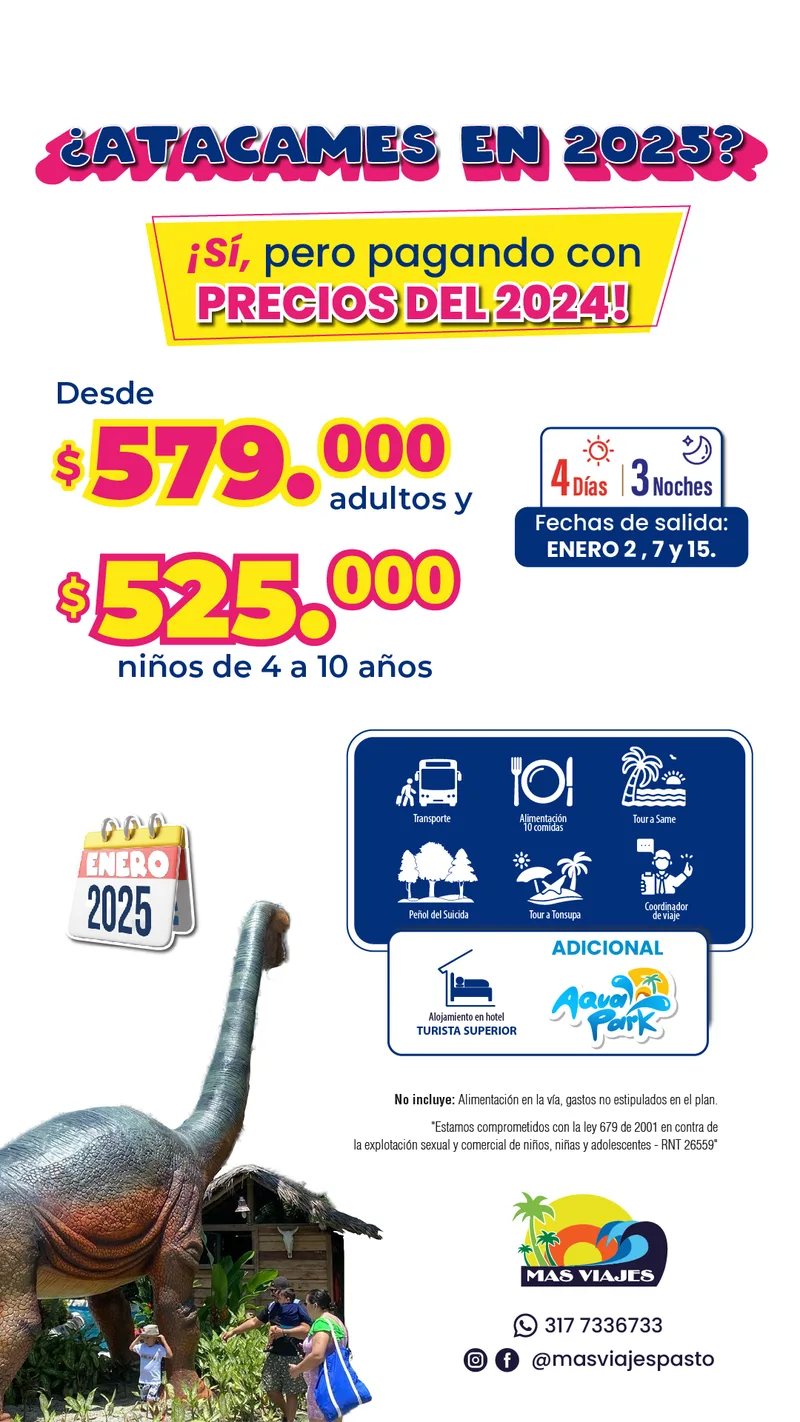 ¿ATACAMES EN 2025?
¡Sí, pero pagando con
PRECIOS DEL 2024!
Desde
$579.000
adultos y
$525.000
niños de 4 a 10 años
4 Días | 3 Noches
Fechas de salida:
ENERO 2 , 7 y 15.
ENERO
2025
Transporte
Alimentación
10 comidas
Tour a Same
Peñol del Suicida
Tour a Tonsupa
Coordinador
de viaje
Alojamiento en hotel
TURISTA SUPERIOR
ADICIONAL
Aqua
Park
No incluye: Alimentación en la vía, gastos no estipulados en el plan.
"Estamos comprometidos con la ley 679 de 2001 en contra de
la explotación sexual y comercial de niños, niñas y adolescentes - RNT 26559"
MAS VIAJES
317 7336733
@masviajespasto